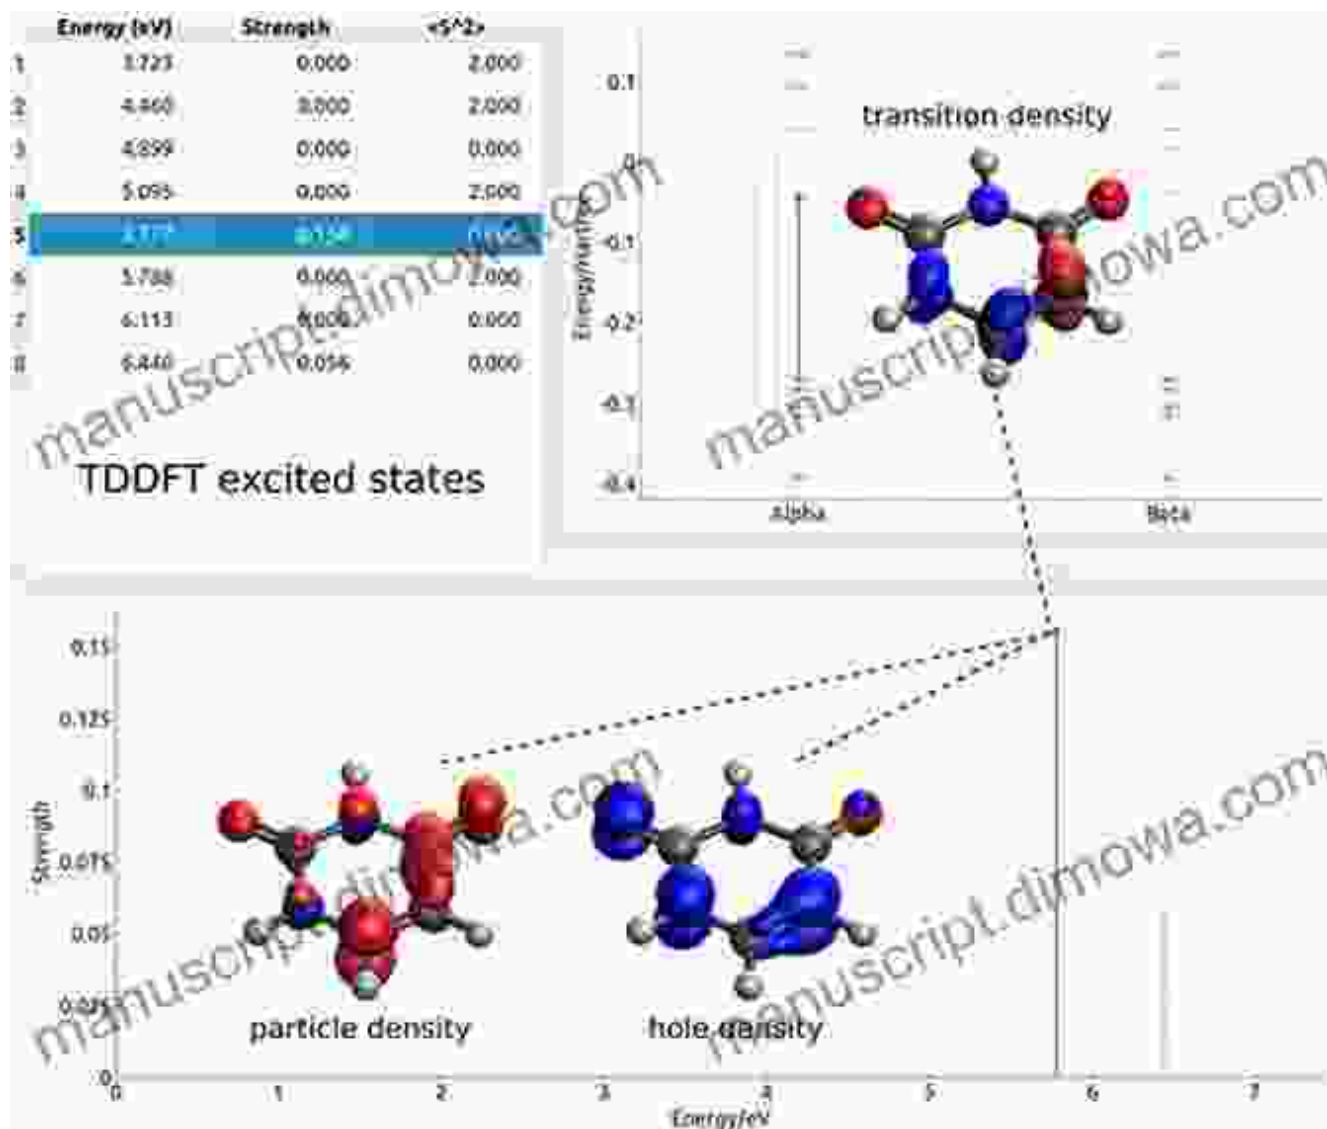 Energy (eV) Strength <S^2>
1 3.723 0.000 2.000
2 4.460 0.000 2.000
3 4.899 0.000 0.000
4 5.095 0.000 2.000
5
6 5.788 0.000 2.000
7 6.113 0.000 0.000
8 6.440 0.056 0.000
TDDFT excited states
0.1
0
-0.1
-0.2
-0.4
Energy/Hartree
transition density
Alpha Beta
manuscript.dimowa.com
manuscript.dimowa.com
0.15
0.125
0.1
0.075
0.05
0.025
0
Strength
particle density
hole density
0 1 2 3 5 6 7
Energy/eV
manuscript.dimowa.com
manuscript.dimowa.com